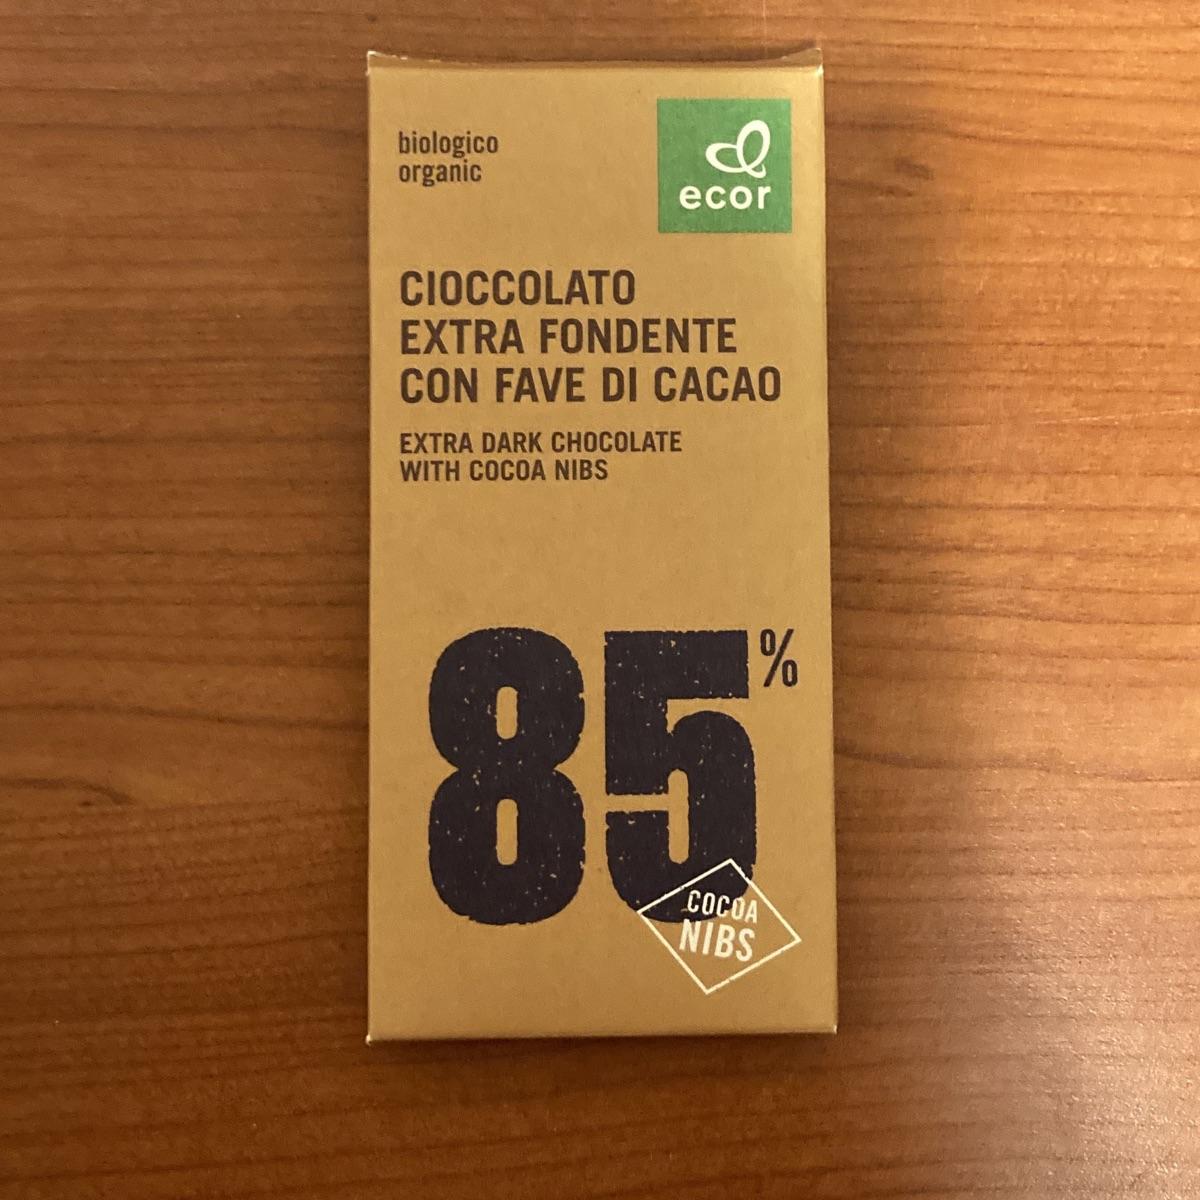 biologico
organic
ecor
CIOCCOLATO
EXTRA FONDENTE
CON FAVE DI CACAO
EXTRA DARK CHOCOLATE
WITH COCOA NIBS
85%
COCOA
NIBS